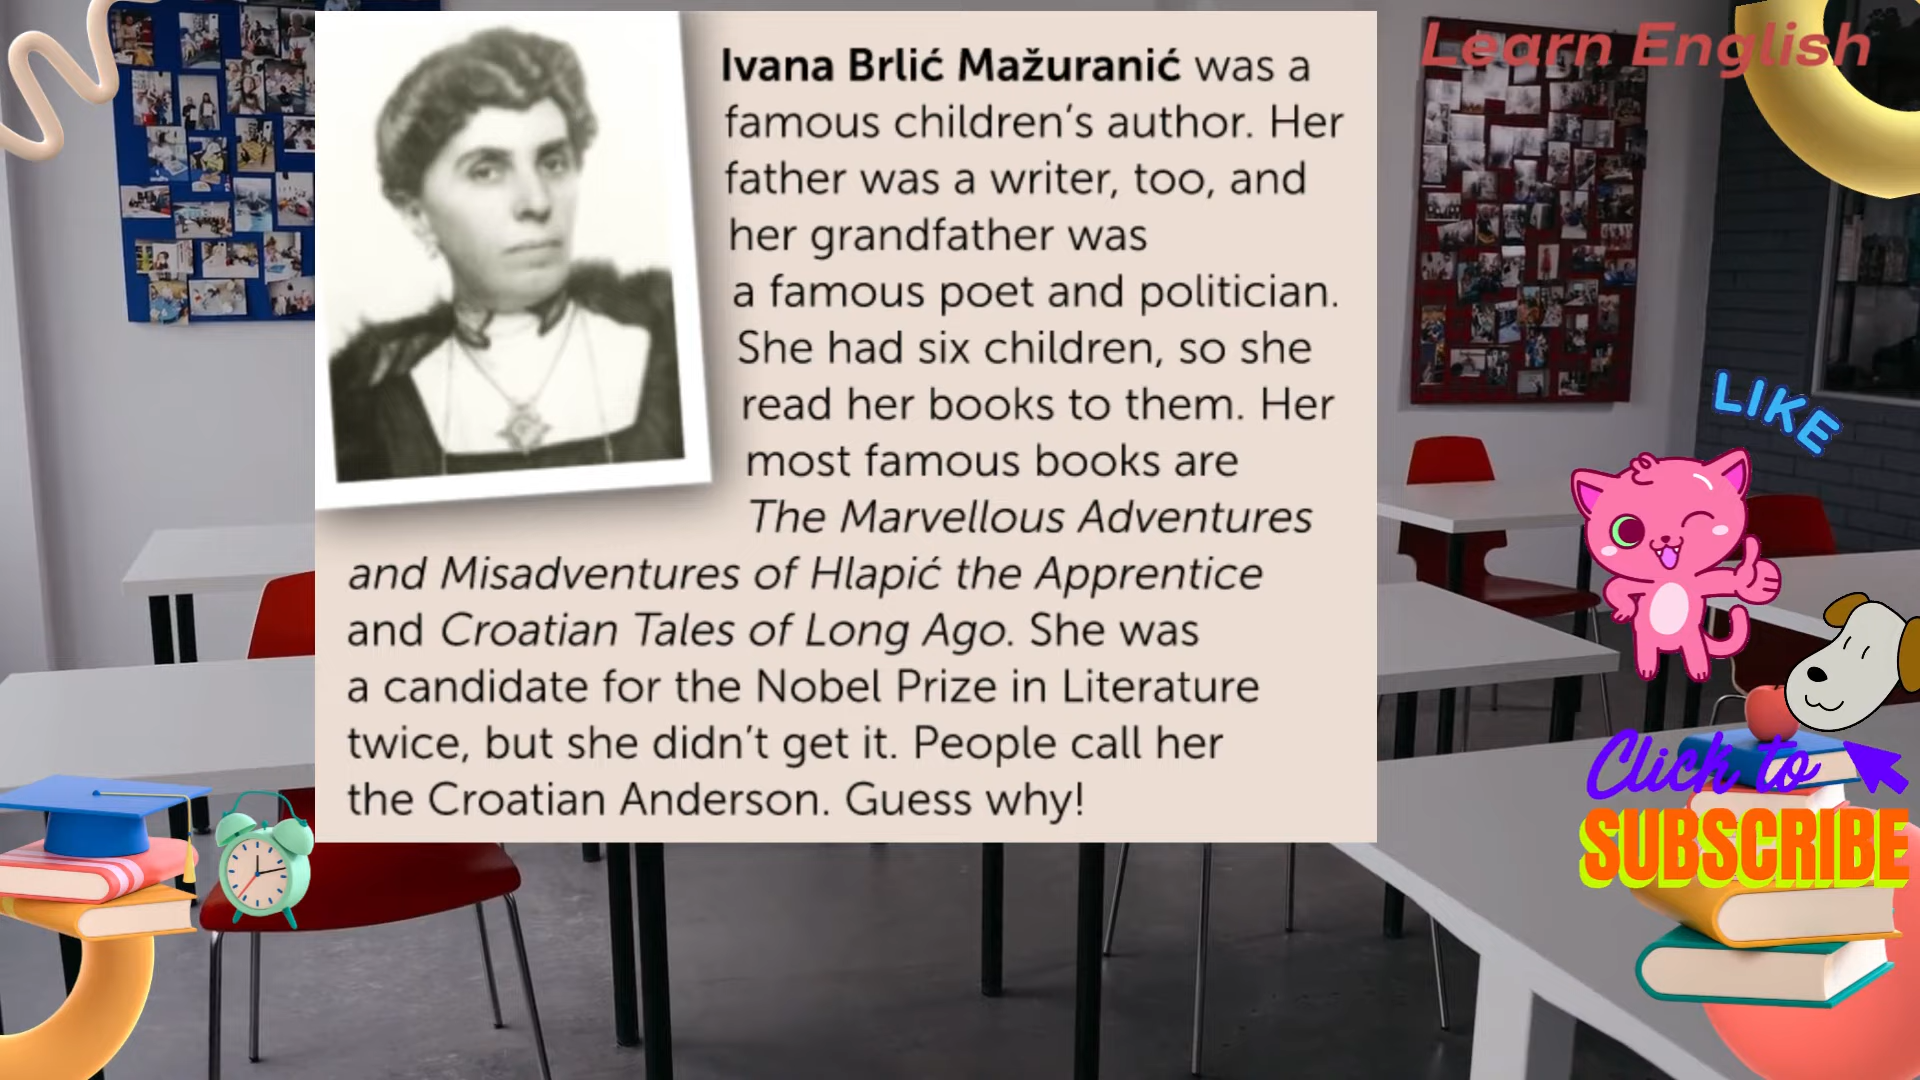 Ivana Brlić Mažuranić was a
famous children's author. Her
father was a writer, too, and
her grandfather was
a famous poet and politician.
She had six children, so she
read her books to them. Her
most famous books are
The Marvellous Adventures
and Misadventures of Hlapić the Apprentice
and Croatian Tales of Long Ago. She was
a candidate for the Nobel Prize in Literature
twice, but she didn't get it. People call her
the Croatian Anderson. Guess why!
Learn English
LIKE
Click to
SUBSCRIBE